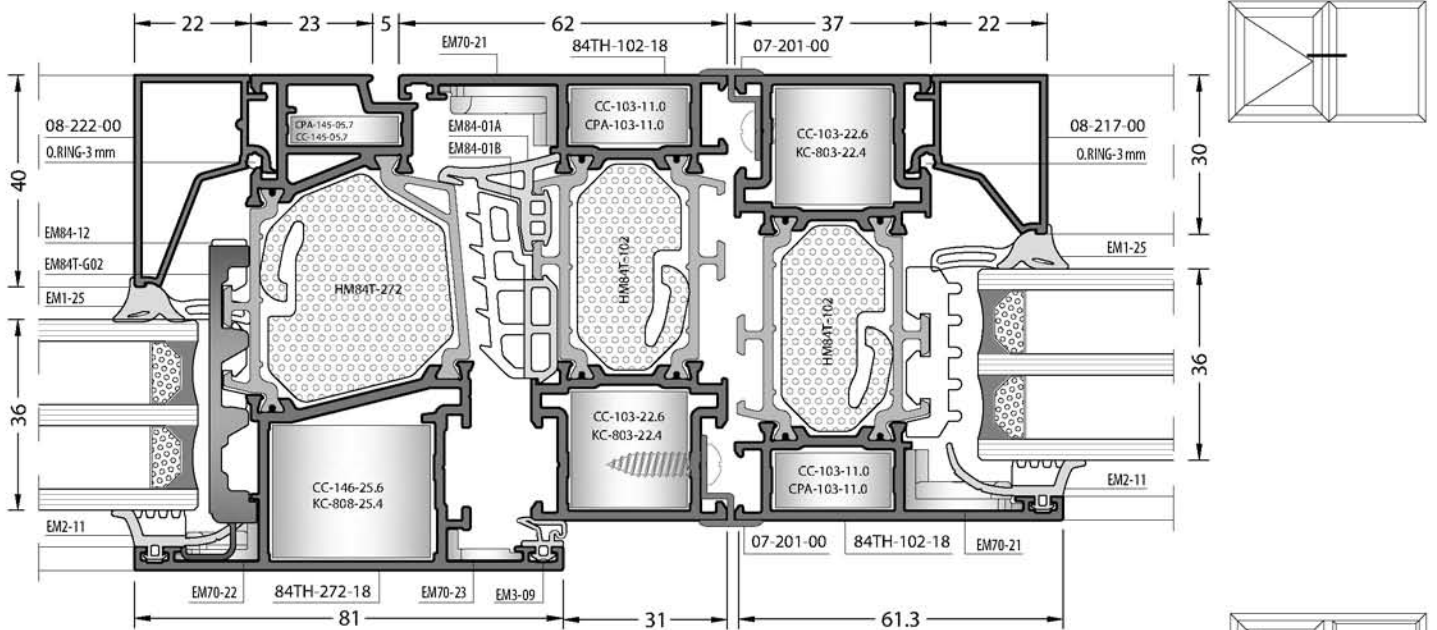 22
23
5
62
37
22
EM70-21
84TH-102-18
07-201-00
08-222-00
O.RING-3 mm
CPA-145-05.7
CC-145-05.7
EM84-01A
EM84-01B
CC-103-11.0
CPA-103-11.0
CC-103-22.6
KC-803-22.4
08-217-00
O.RING-3 mm
40
30
EM84-12
EM84T-G02
EM1-25
HM84T-272
HM84T-102
HM84T-102
EM1-25
36
36
CC-146-25.6
KC-808-25.4
CC-103-22.6
KC-803-22.4
CC-103-11.0
CPA-103-11.0
EM2-11
EM2-11
EM70-22
84TH-272-18
EM70-23
EM3-09
07-201-00
84TH-102-18
EM70-21
81
31
61.3